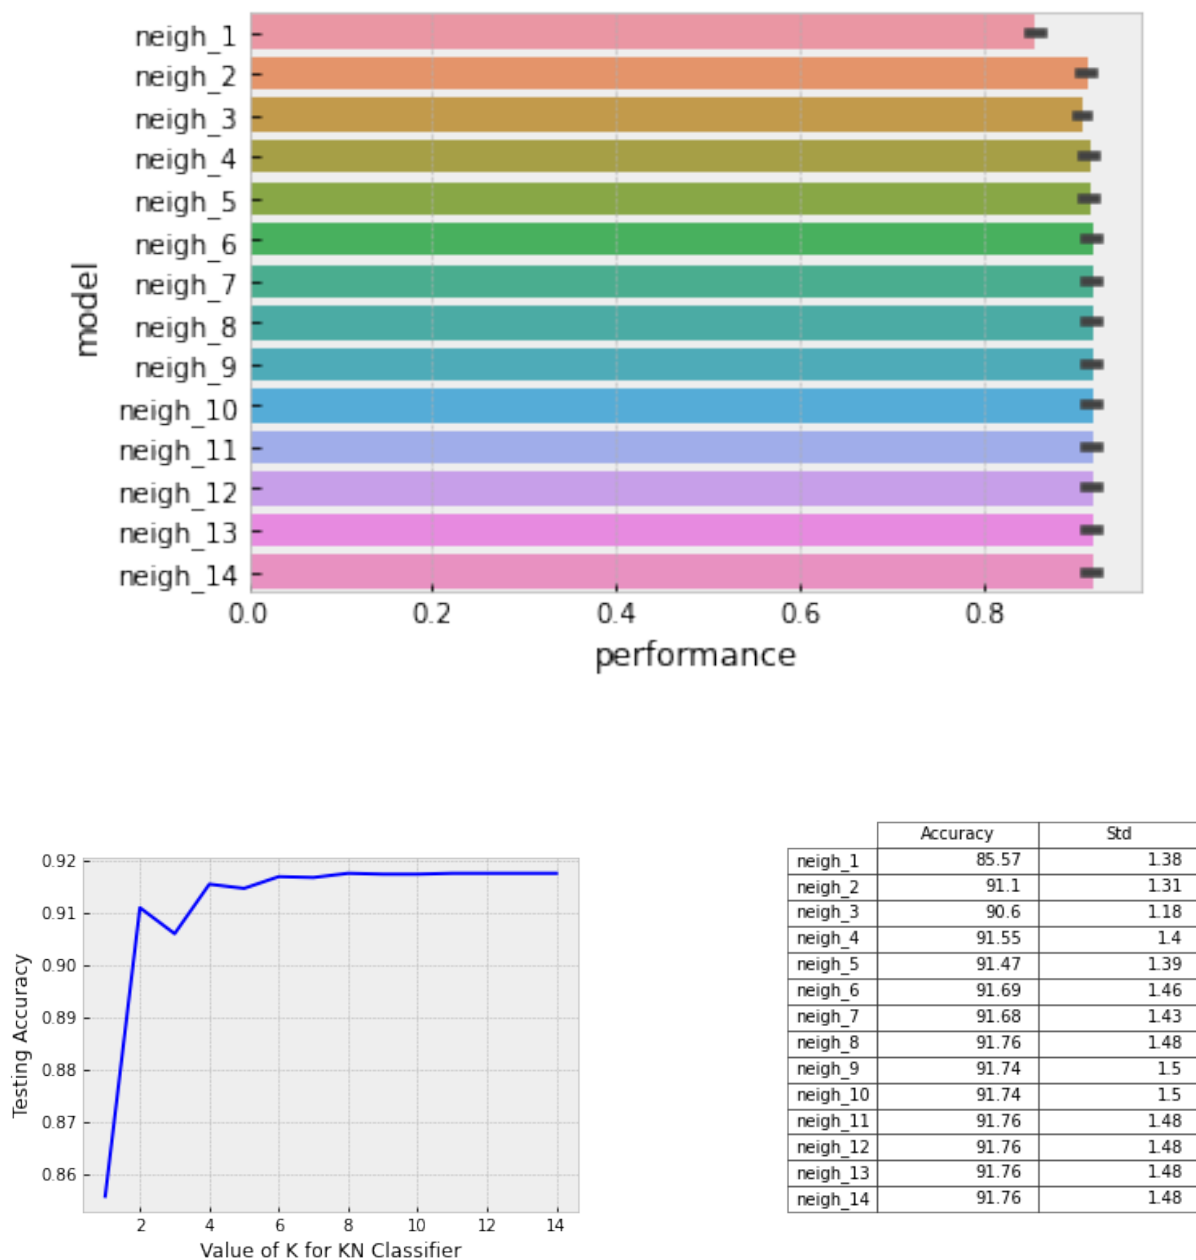 neigh_1
neigh_2
neigh_3
neigh_4
neigh_5
neigh_6
neigh_7
neigh_8
neigh_9
neigh_10
neigh_11
neigh_12
neigh_13
neigh_14
model
0.0 0.2 0.4 0.6 0.8
performance
0.92
0.91
0.90
0.89
0.88
0.87
0.86
Testing Accuracy
2 4 6 8 10 12 14
Value of K for KN Classifier
Accuracy Std
neigh_1 85.57 1.38
neigh_2 91.1 1.31
neigh_3 90.6 1.18
neigh_4 91.55 1.4
neigh_5 91.47 1.39
neigh_6 91.69 1.46
neigh_7 91.68 1.43
neigh_8 91.76 1.48
neigh_9 91.74 1.5
neigh_10 91.74 1.5
neigh_11 91.76 1.48
neigh_12 91.76 1.48
neigh_13 91.76 1.48
neigh_14 91.76 1.48